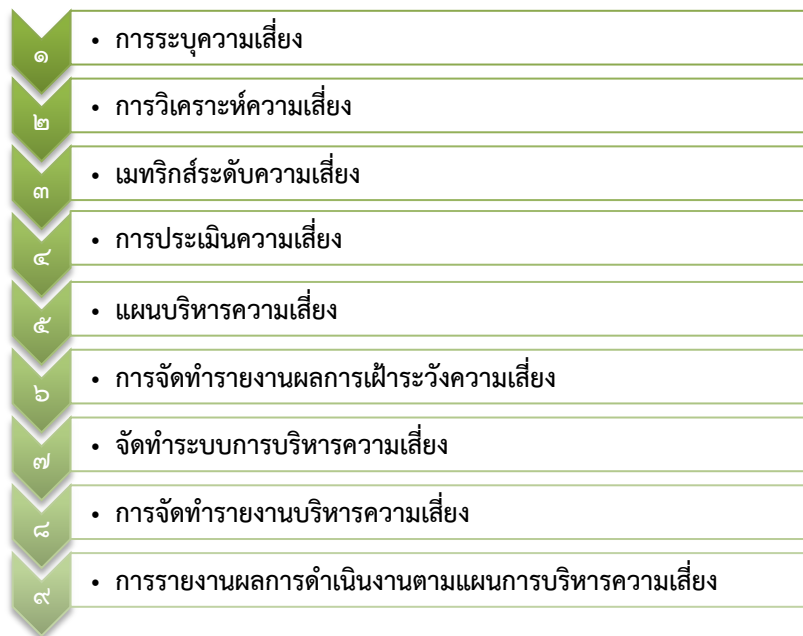 ๑
• การระบุความเสี่ยง
๒
• การวิเคราะห์ความเสี่ยง
๓
• เมทริกส์ระดับความเสี่ยง
๔
• การประเมินความเสี่ยง
๕
• แผนบริหารความเสี่ยง
๖
• การจัดทำรายงานผลการเฝ้าระวังความเสี่ยง
๗
• จัดทำระบบการบริหารความเสี่ยง
๘
• การจัดทำรายงานบริหารความเสี่ยง
๙
• การรายงานผลการดำเนินงานตามแผนการบริหารความเสี่ยง